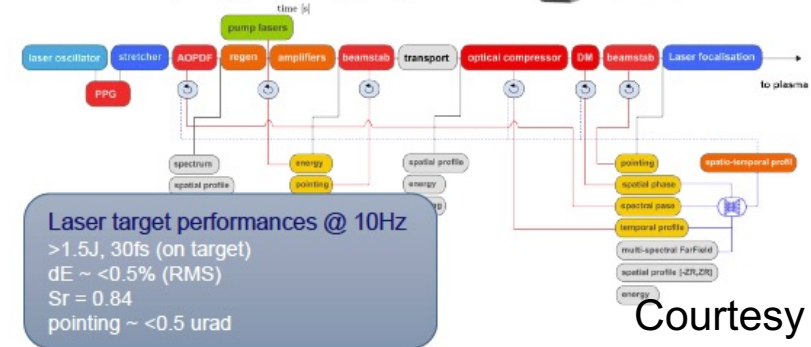 time [s]
pump lasers
laser oscillator stretcher AOPDF regen amplifiers beamstab transport optical compressor DM beamstab Laser focalisation
to plasma
PPG
spectrum energy spatial profile pointing spatio-temporal profil
spatial profile pointing energy spatial phase
spectral pase
temporal profile
multi-spectral FarField
spatial profile [-ZR,ZR]
energy
Laser target performances @ 10Hz
>1.5J, 30fs (on target)
dE ~ <0.5% (RMS)
Sr = 0.84
pointing ~ <0.5 urad
Courtesy